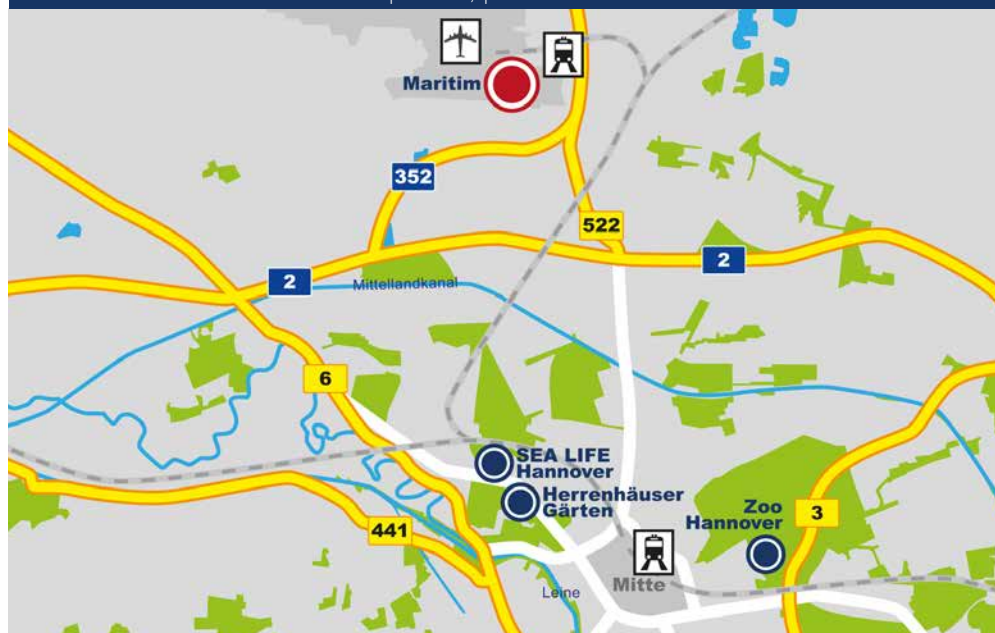 Maritim
352
522
2
2
Mittellandkanal
6
SEA LIFE
Hannover
Herrenhäuser
Gärten
Zoo
Hannover
3
441
Mitte
Leine